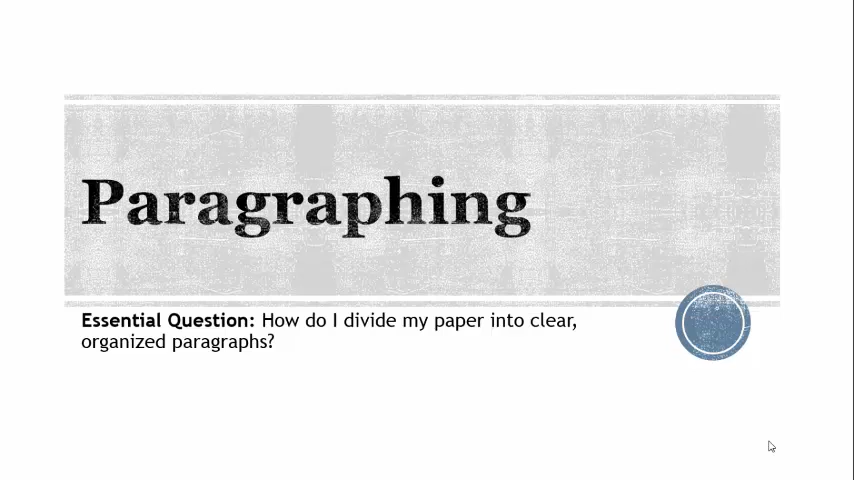 Paragraphing
Essential Question: How do I divide my paper into clear,
organized paragraphs?